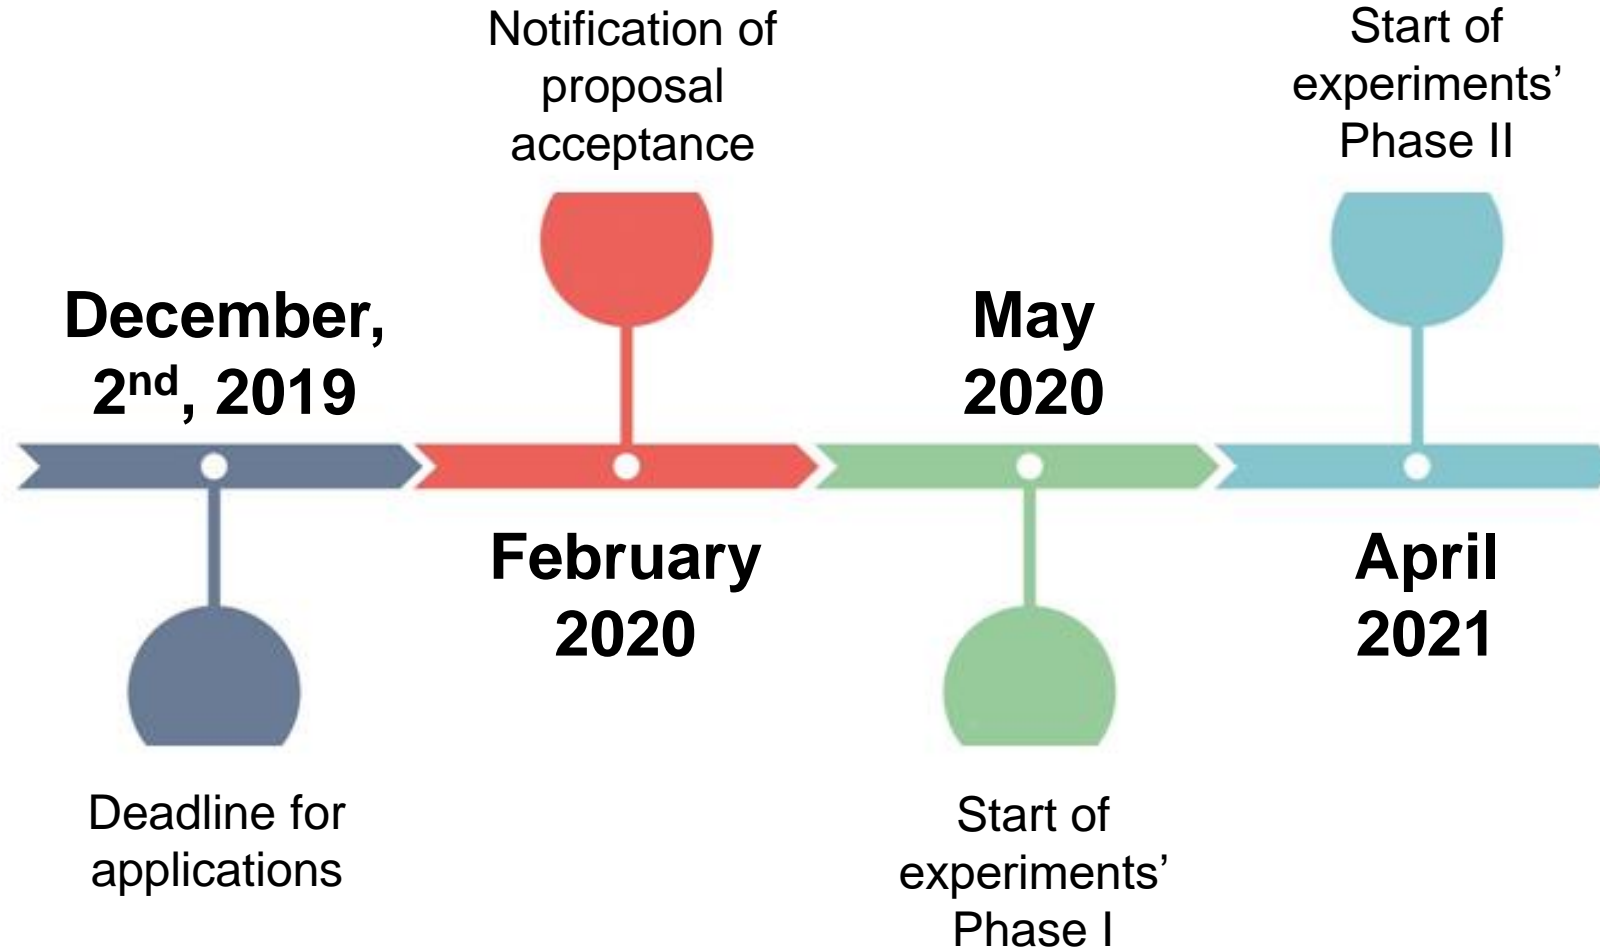 December,
2nd, 2019
Deadline for
applications
Notification of
proposal
acceptance
February
2020
May
2020
Start of
experiments’
Phase I
Start of
experiments’
Phase II
April
2021